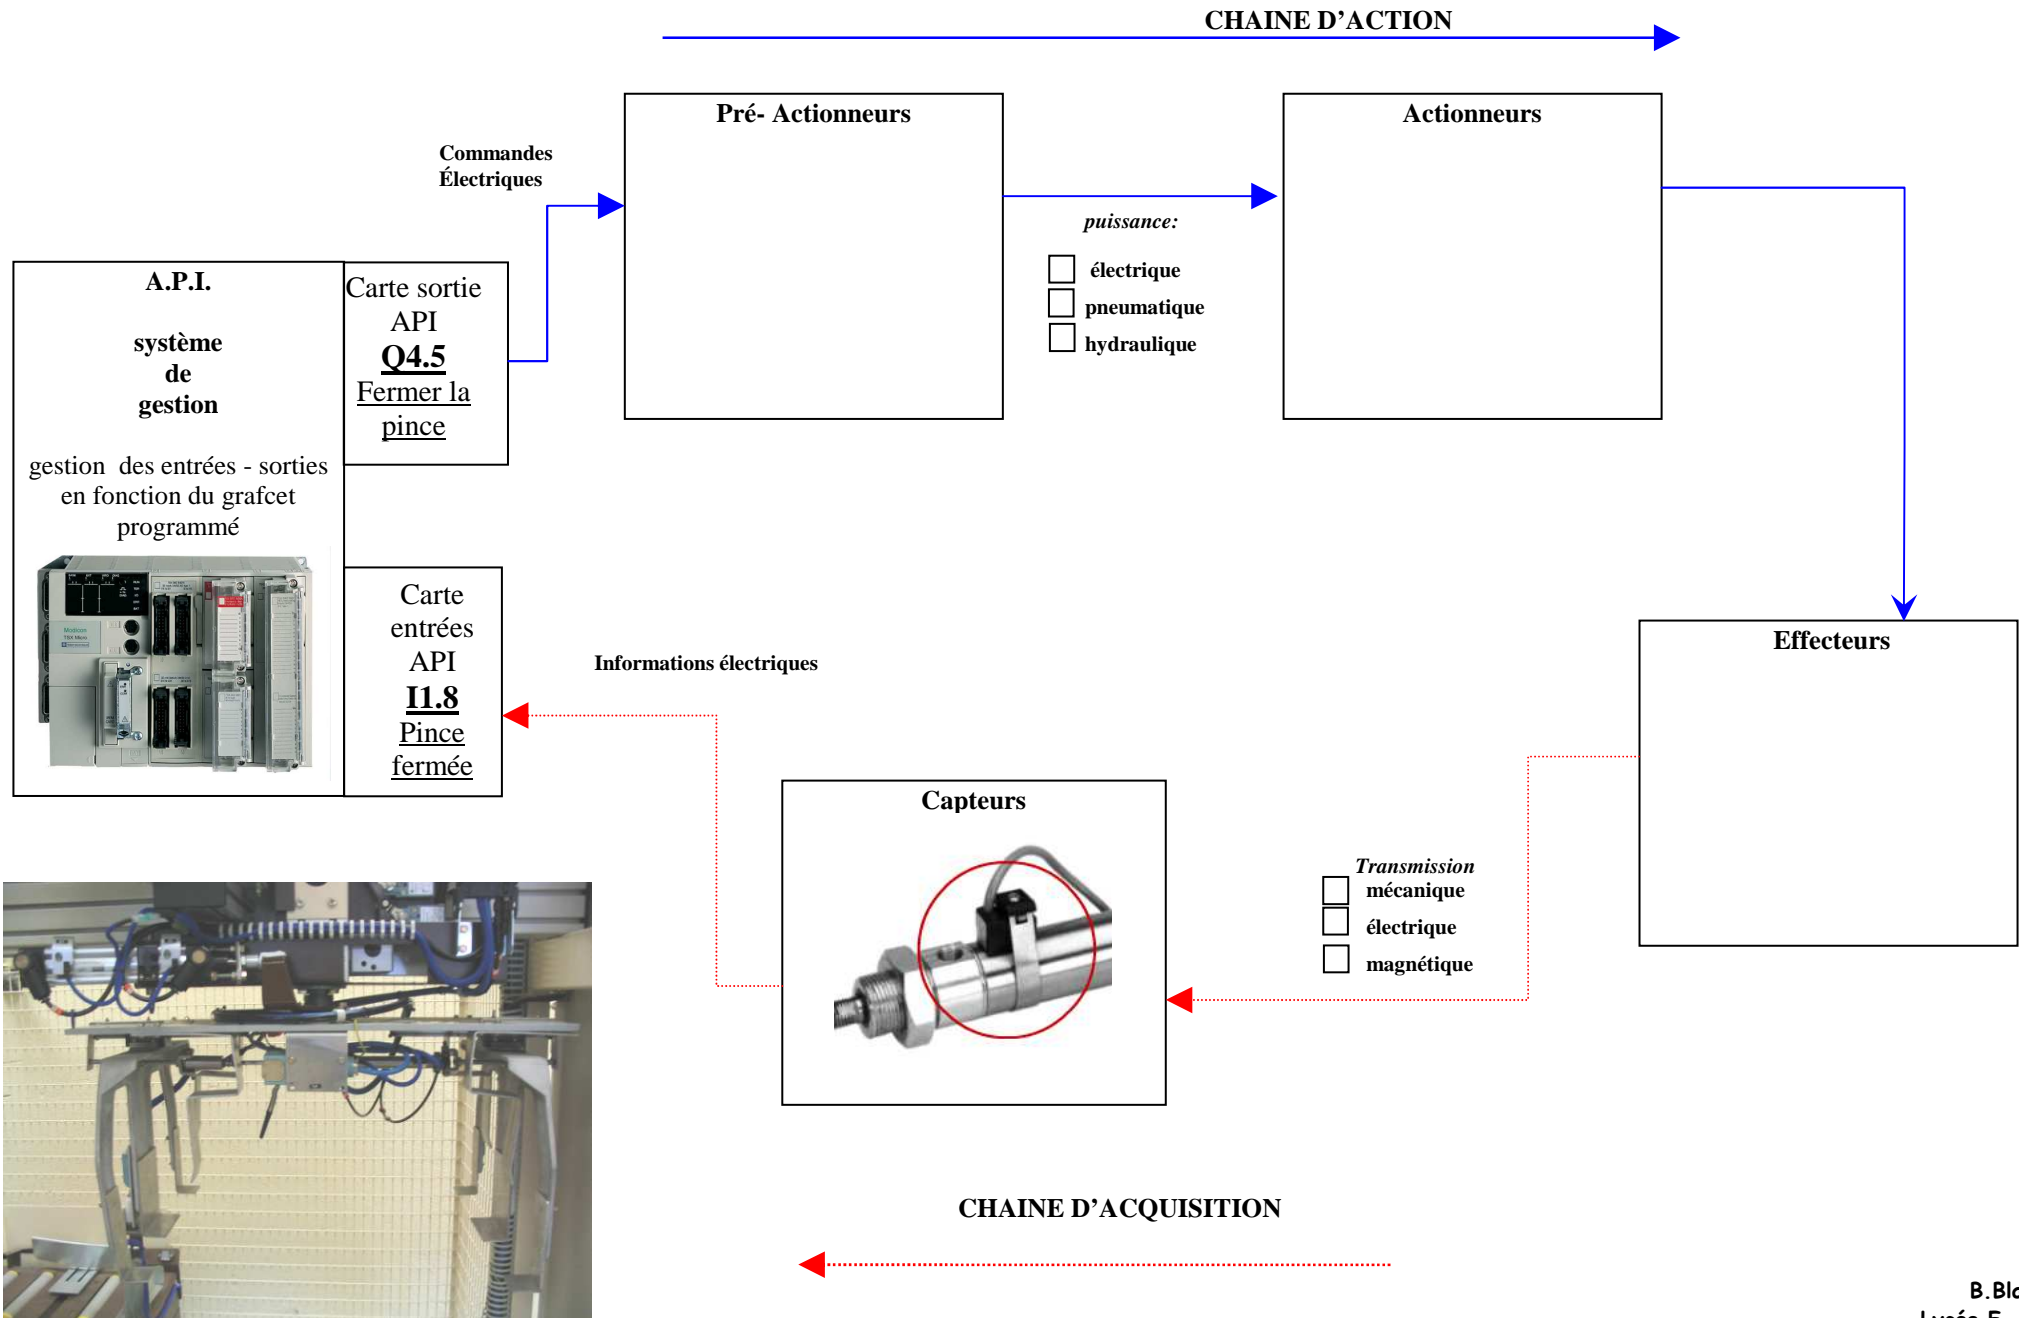 CHAINE D'ACTION
Pré- Actionneurs
Actionneurs
Commandes
Électriques
puissance:
électrique
pneumatique
hydraulique
A.P.I.
système
de
gestion
gestion  des entrées - sorties
en fonction du grafcet
programmé
Carte sortie
API
Q4.5
Fermer la
pince
Carte
entrées
API
I1.8
Pince
fermée
Informations électriques
Effecteurs
Capteurs
Transmission
mécanique
électrique
magnétique
CHAINE D'ACQUISITION